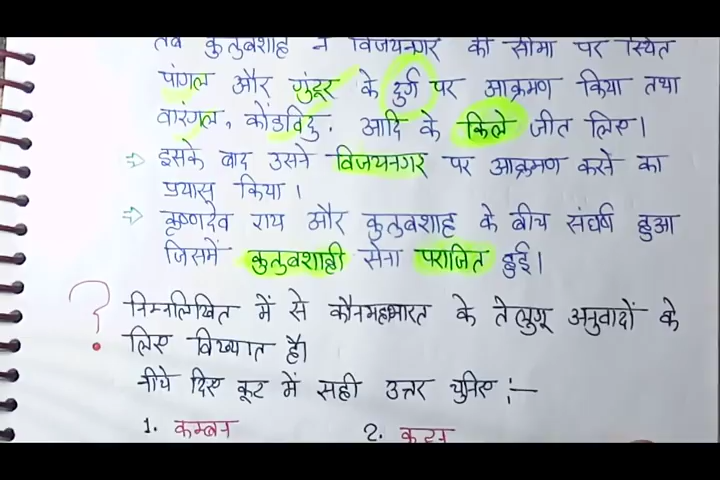 तब कुतुबशाह ने विजयनगर की सीमा पर स्थित
पांगल और गुंटूर के दुर्ग पर आक्रमण किया तथा
वारंगल, कोंडविदु, आदि के किले जीत लिए।
⇒ इसके बाद उसने विजयनगर पर आक्रमण करने का
प्रयास किया।
⇒ कृष्णदेव राय और कुतुबशाह के बीच संघर्ष हुआ
जिसमें कुतुबशाही सेना पराजित हुई।
? निम्नलिखित में से कौन महाभारत के तेलुगू अनुवादों के
लिए विख्यात है।
नीचे दिए कूट में सही उत्तर चुनिए :—
1. कम्बन 2.